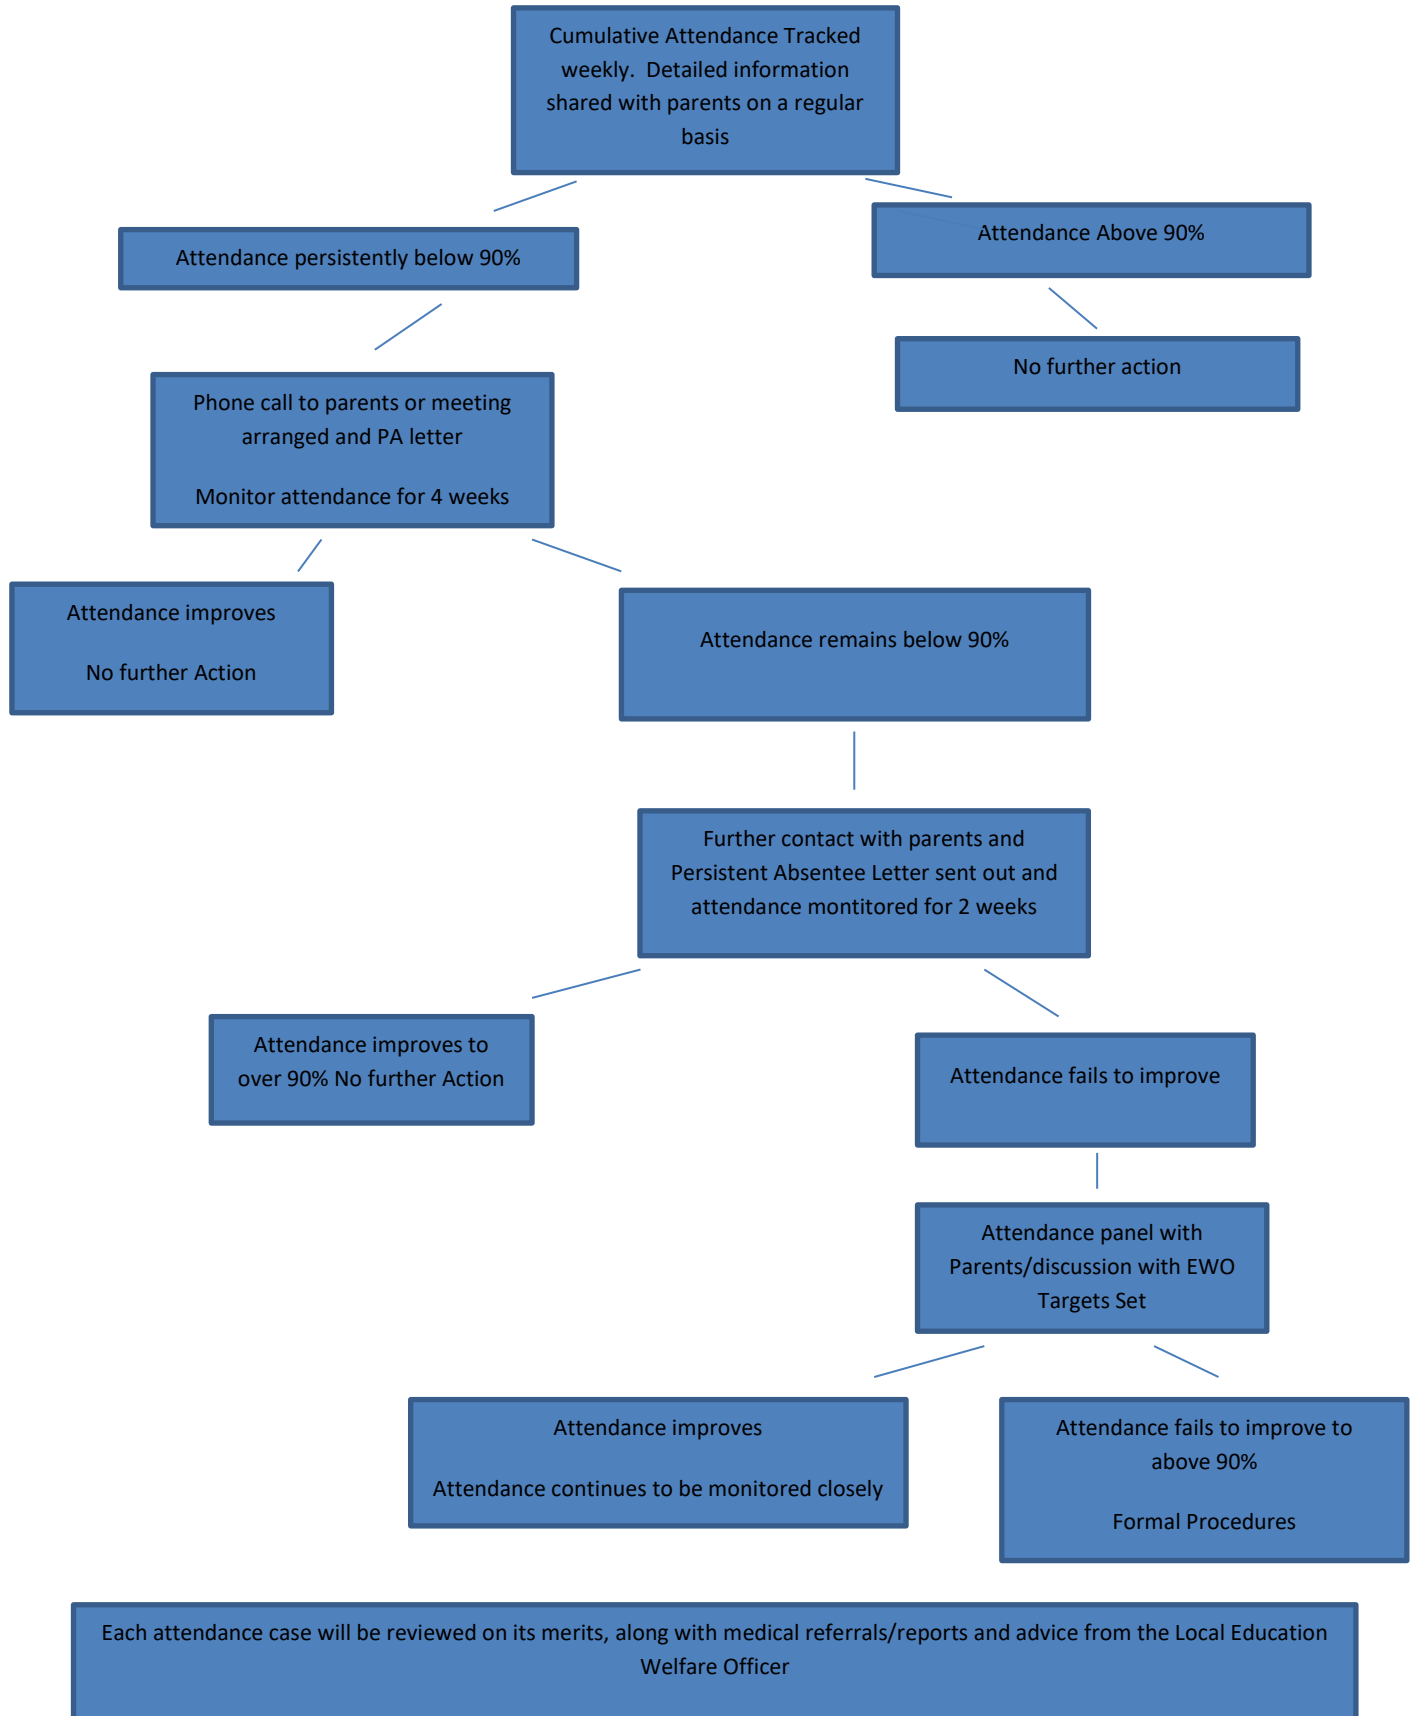 Cumulative Attendance Tracked
weekly.  Detailed information
shared with parents on a regular
basis
Attendance persistently below 90%
Attendance Above 90%
No further action
Phone call to parents or meeting
arranged and PA letter
Monitor attendance for 4 weeks
Attendance improves
No further Action
Attendance remains below 90%
Further contact with parents and
Persistent Absentee Letter sent out and
attendance montitored for 2 weeks
Attendance improves to
over 90% No further Action
Attendance fails to improve
Attendance panel with
Parents/discussion with EWO
Targets Set
Attendance improves
Attendance continues to be monitored closely
Attendance fails to improve to
above 90%
Formal Procedures
Each attendance case will be reviewed on its merits, along with medical referrals/reports and advice from the Local Education
Welfare Officer